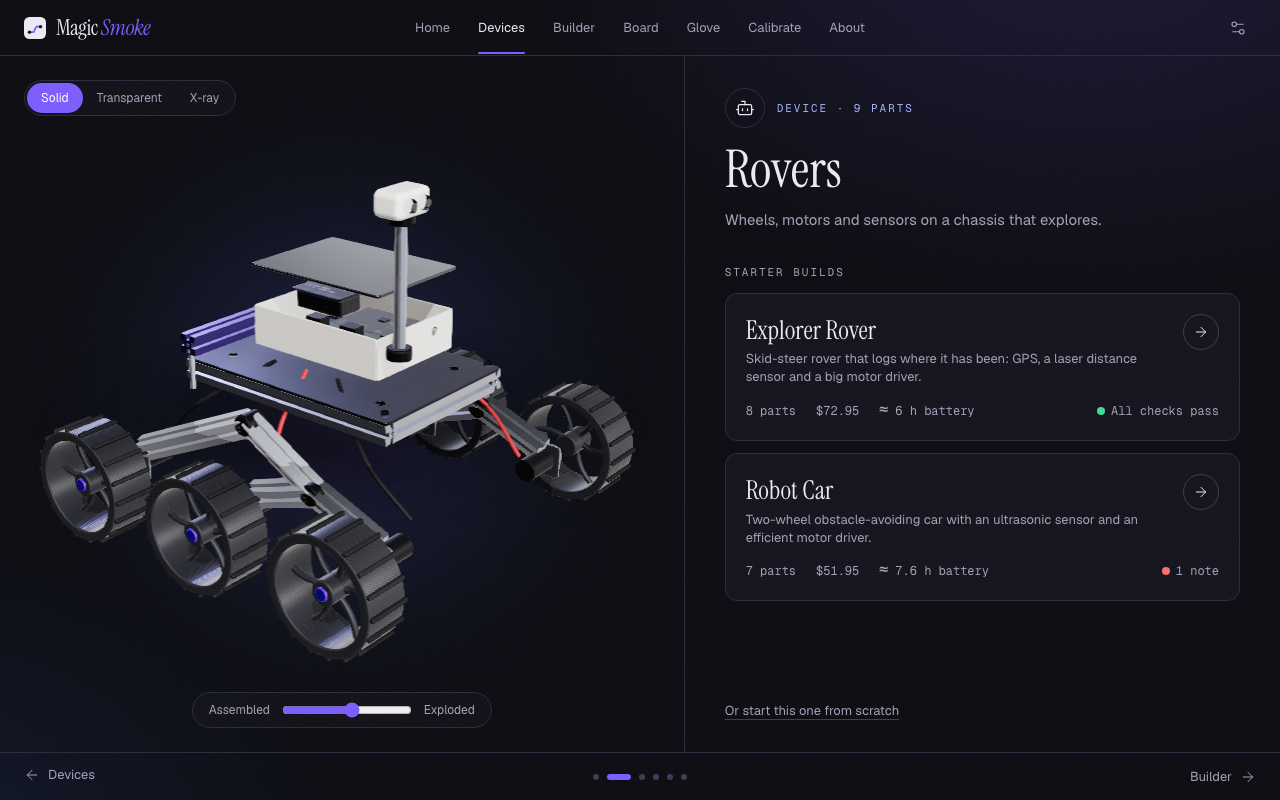 Magic Smoke
Home
Devices
Builder
Board
Glove
Calibrate
About
Solid
Transparent
X-ray
DEVICE · 9 PARTS
Rovers
Wheels, motors and sensors on a chassis that explores.
STARTER BUILDS
Explorer Rover
Skid-steer rover that logs where it has been: GPS, a laser distance
sensor and a big motor driver.
8 parts $72.95 ≈ 6 h battery All checks pass
Robot Car
Two-wheel obstacle-avoiding car with an ultrasonic sensor and an
efficient motor driver.
7 parts $51.95 ≈ 7.6 h battery 1 note
Assembled
Exploded
Or start this one from scratch
Devices
Builder